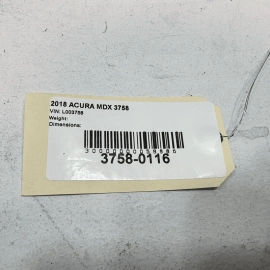 2018 ACURA MDX 3758
VIN: L003758
Weight:
Dimensions:
3758-0116